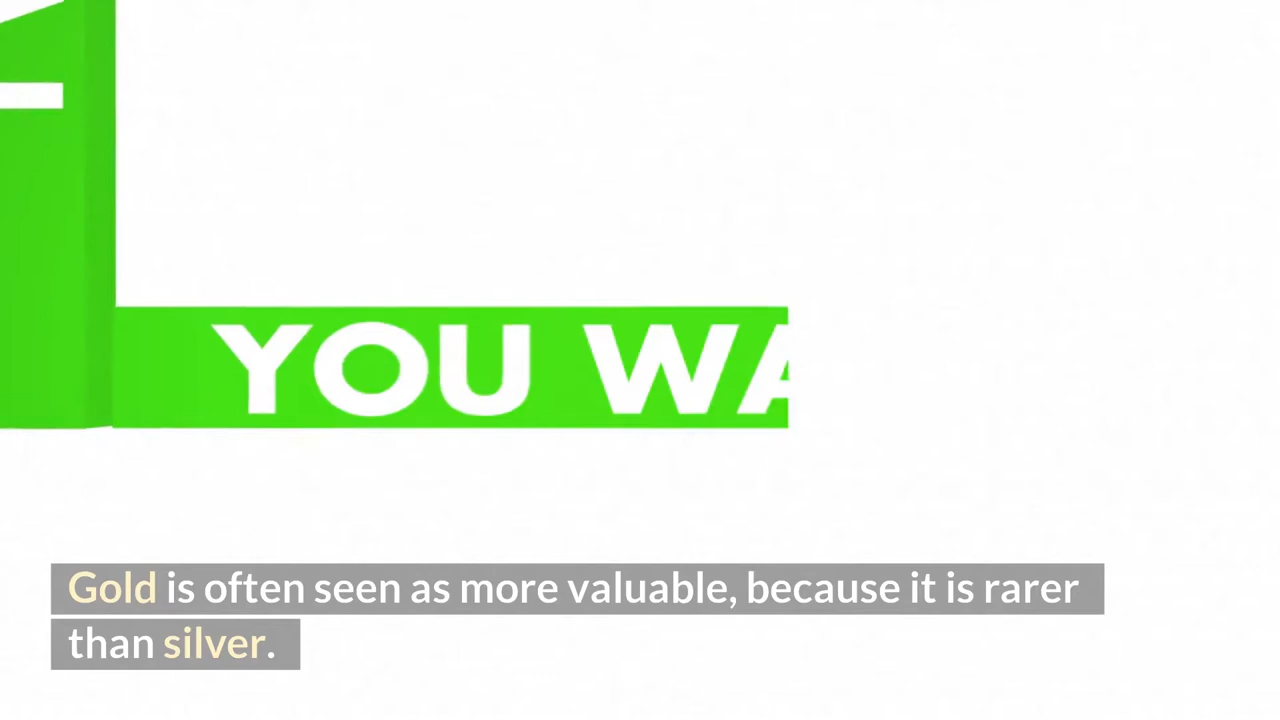 YOU WA
Gold is often seen as more valuable, because it is rarer
than silver.